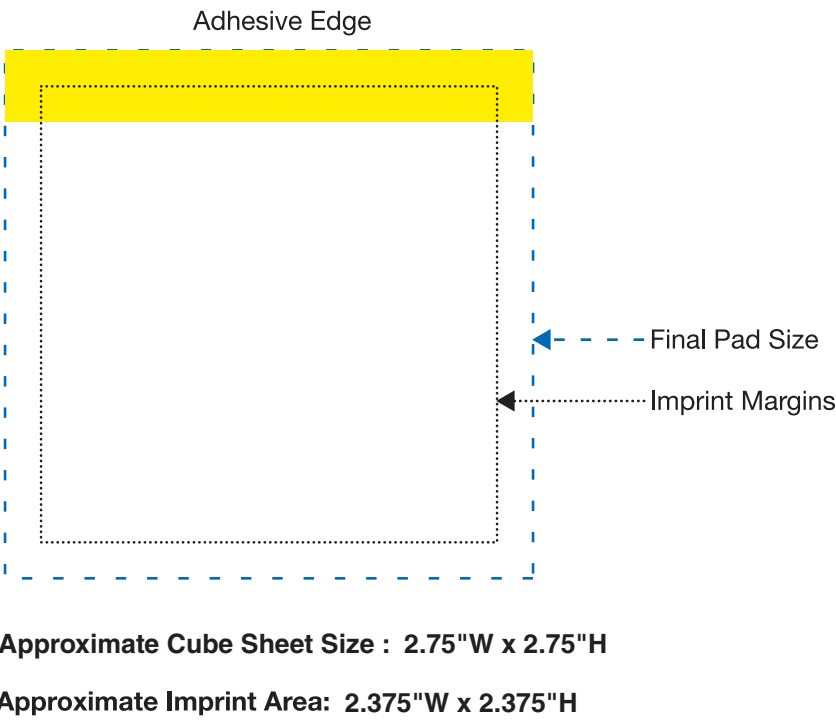 Adhesive Edge
Final Pad Size
Imprint Margins
Approximate Cube Sheet Size : 2.75"W x 2.75"H
Approximate Imprint Area: 2.375"W x 2.375"H